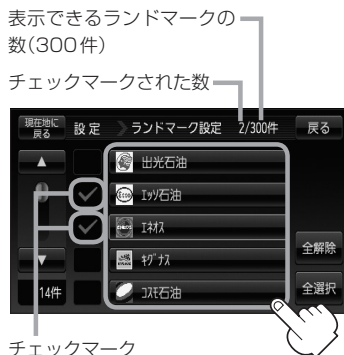 表示できるランドマークの
数(300件)
チェックマークされた数
現在地に
戻る
設定
ランドマーク設定
2/300件
戻る
▲
出光石油
Esso
エッソ石油
ENEOS
エネオス
キグナス
▼
コスモ石油
14件
全解除
全選択
チェックマーク